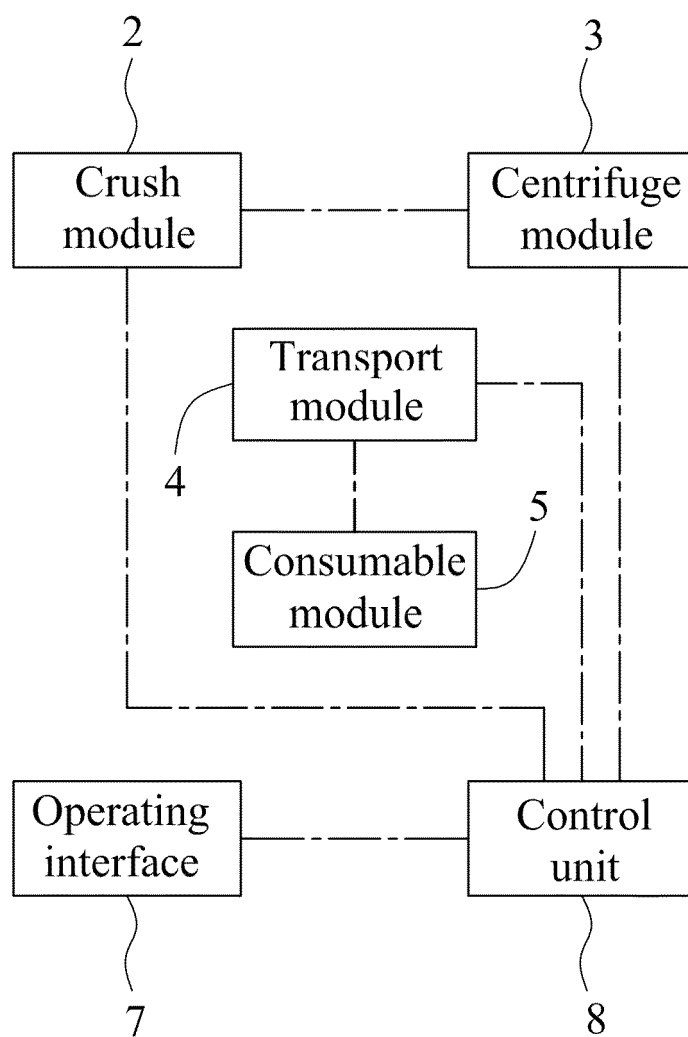 2
3
Crush
module
Centrifuge
module
Transport
module
4
5
Consumable
module
Operating
interface
Control
unit
7
8